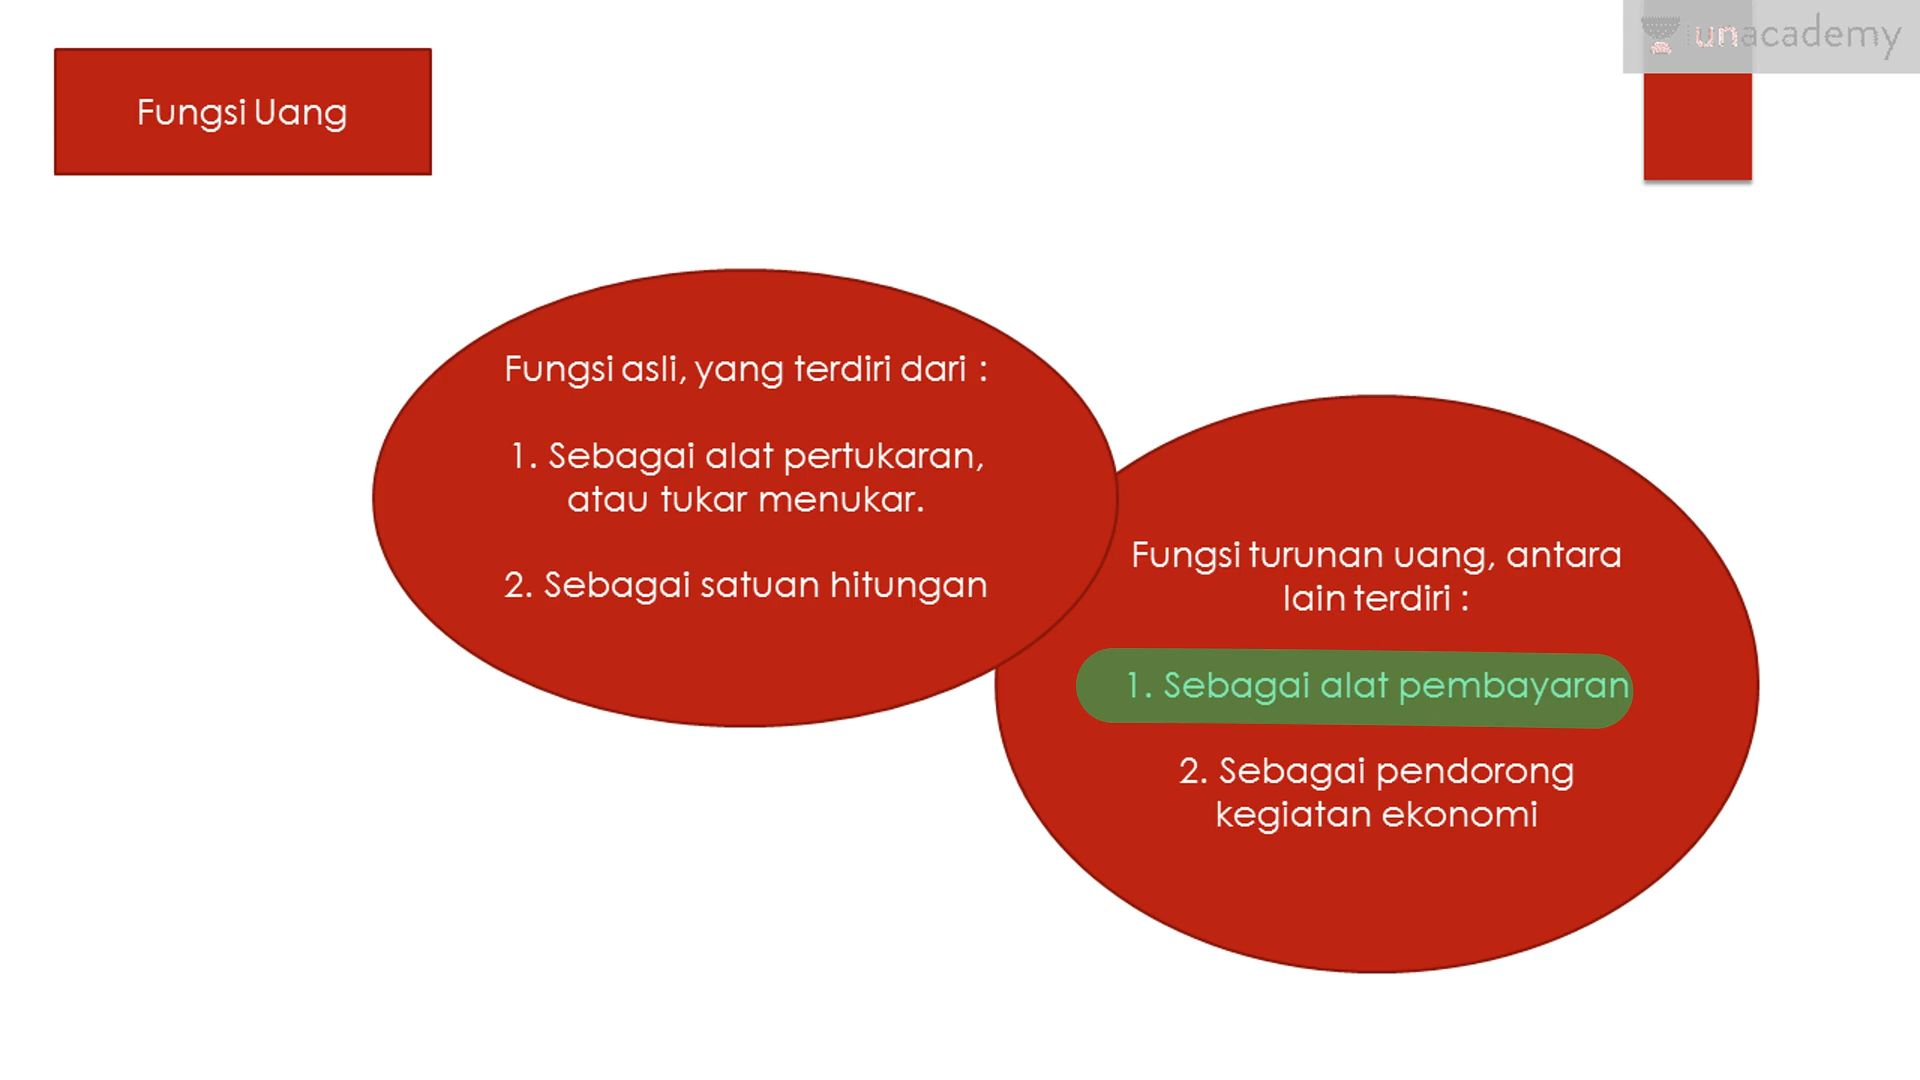 unacademy
Fungsi Uang
Fungsi asli, yang terdiri dari :
1. Sebagai alat pertukaran,
atau tukar menukar.
2. Sebagai satuan hitungan
Fungsi turunan uang, antara
lain terdiri :
1. Sebagai alat pembayaran
2. Sebagai pendorong
kegiatan ekonomi